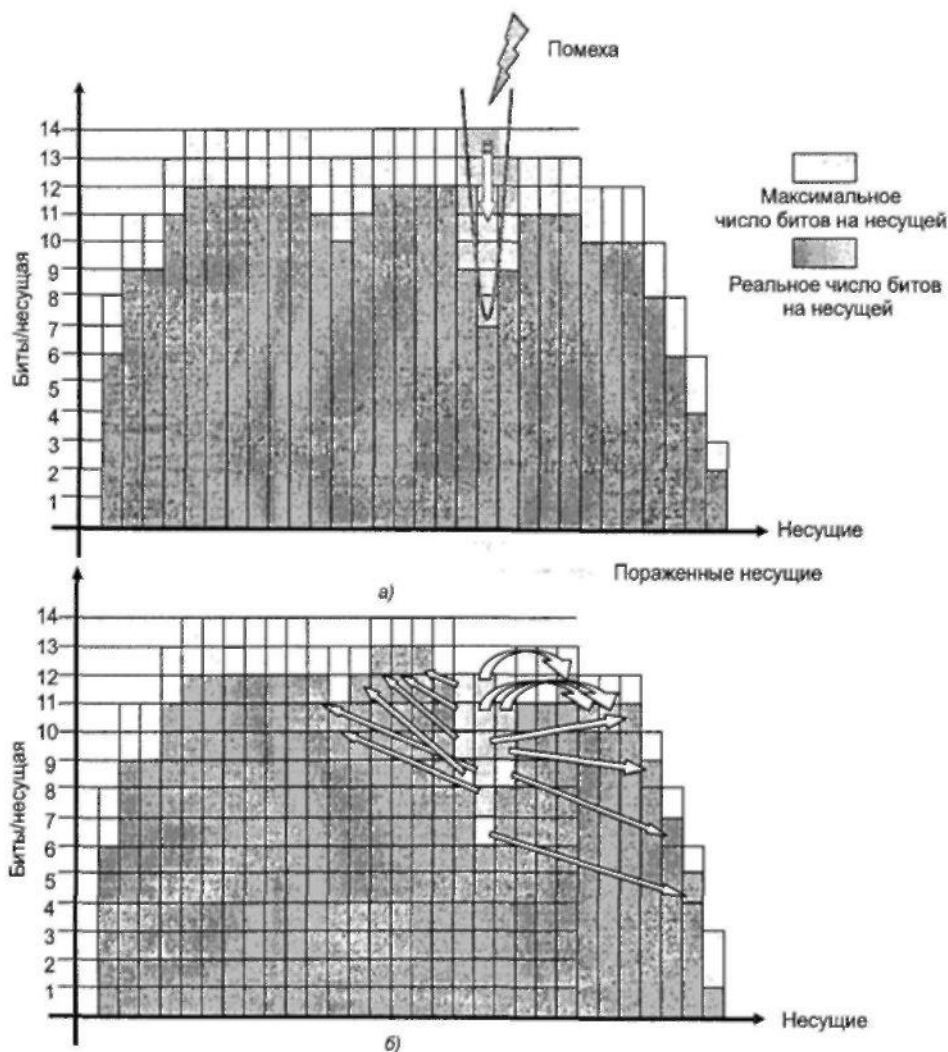 Помеха
14
13
12
11
10
9
8
7
6
5
4
3
2
1
Биты/несущая
Максимальное
число битов на несущей
Реальное число битов
на несущей
Несущие
Пораженные несущие
а)
14
13
12
11
10
9
8
7
6
5
4
3
2
1
Биты/несущая
Несущие
б)